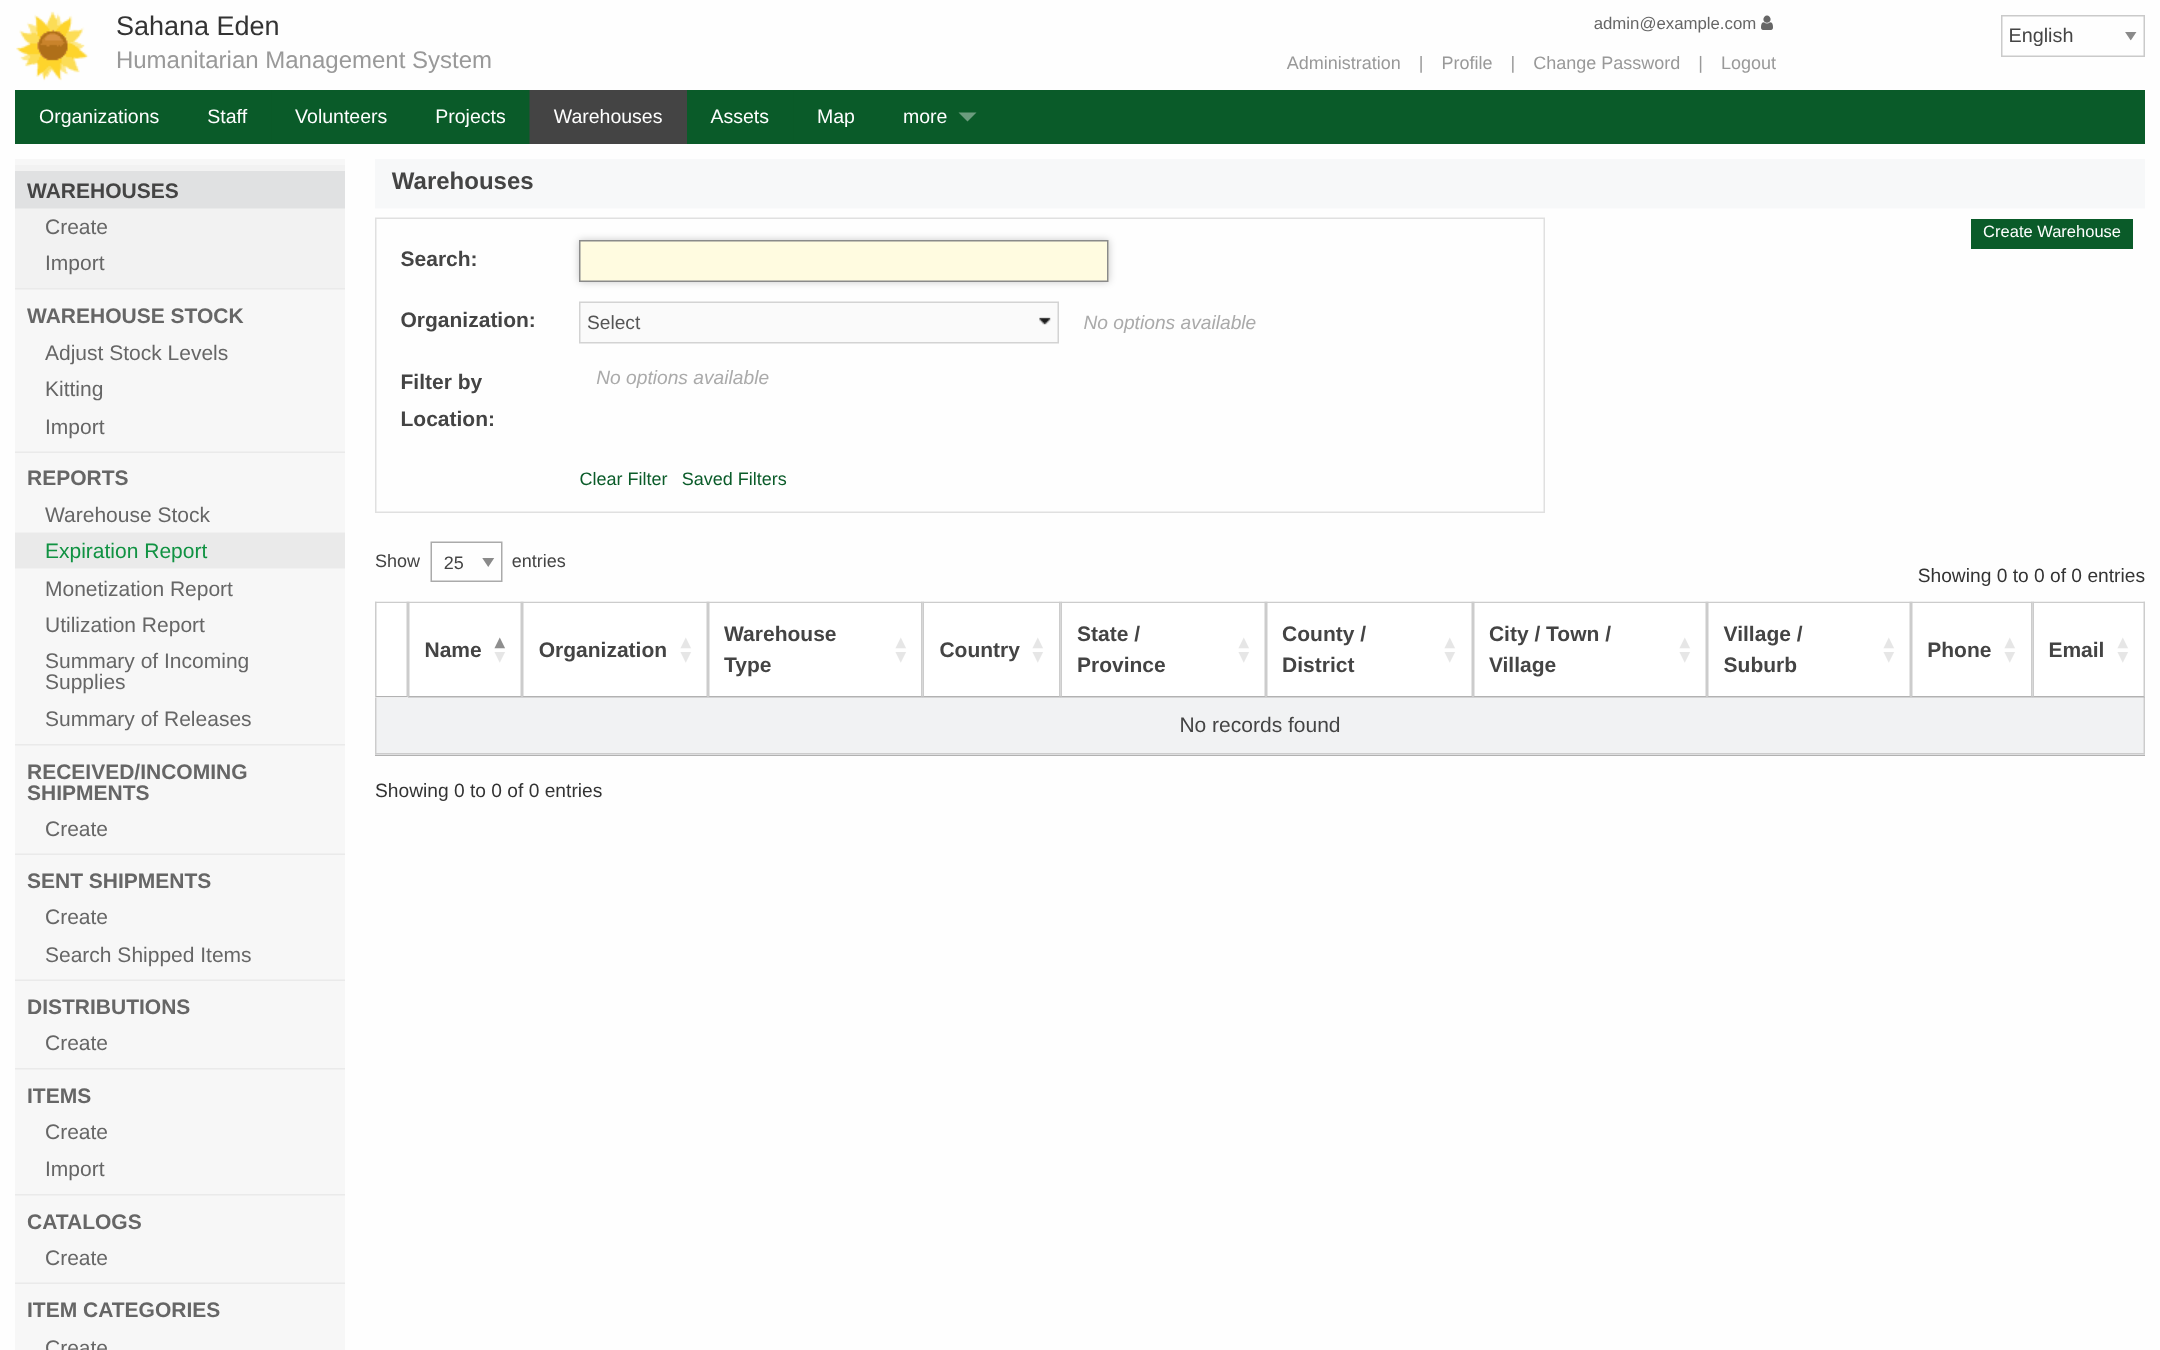 Sahana Eden
Humanitarian Management System
admin@example.com
Administration | Profile | Change Password | Logout
English
Organizations Staff Volunteers Projects Warehouses Assets Map more
WAREHOUSES
Create
Import
WAREHOUSE STOCK
Adjust Stock Levels
Kitting
Import
REPORTS
Warehouse Stock
Expiration Report
Monetization Report
Utilization Report
Summary of Incoming
Supplies
Summary of Releases
RECEIVED/INCOMING
SHIPMENTS
Create
SENT SHIPMENTS
Create
Search Shipped Items
DISTRIBUTIONS
Create
ITEMS
Create
Import
CATALOGS
Create
ITEM CATEGORIES
Create
Warehouses
Create Warehouse
Search:
Organization: Select No options available
Filter by
Location:
No options available
Clear Filter Saved Filters
Show 25 entries
Showing 0 to 0 of 0 entries
Name Organization Warehouse Type Country State / Province County / District City / Town / Village Village / Suburb Phone Email
No records found
Showing 0 to 0 of 0 entries